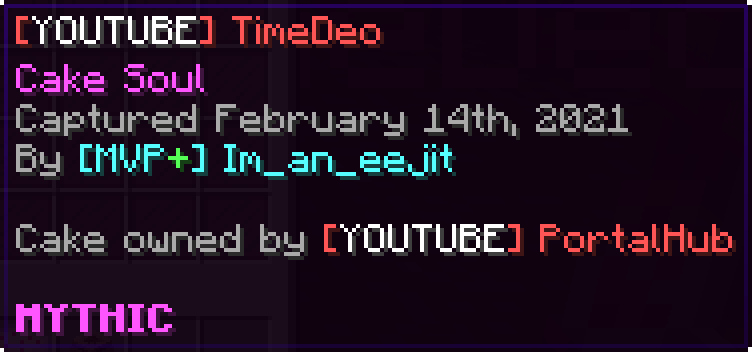 [YOUTUBE] TimeDeo
Cake Soul
Captured February 14th, 2021
By [MVP+] Im_an_eejit
Cake owned by [YOUTUBE] PortalHub
MYTHIC